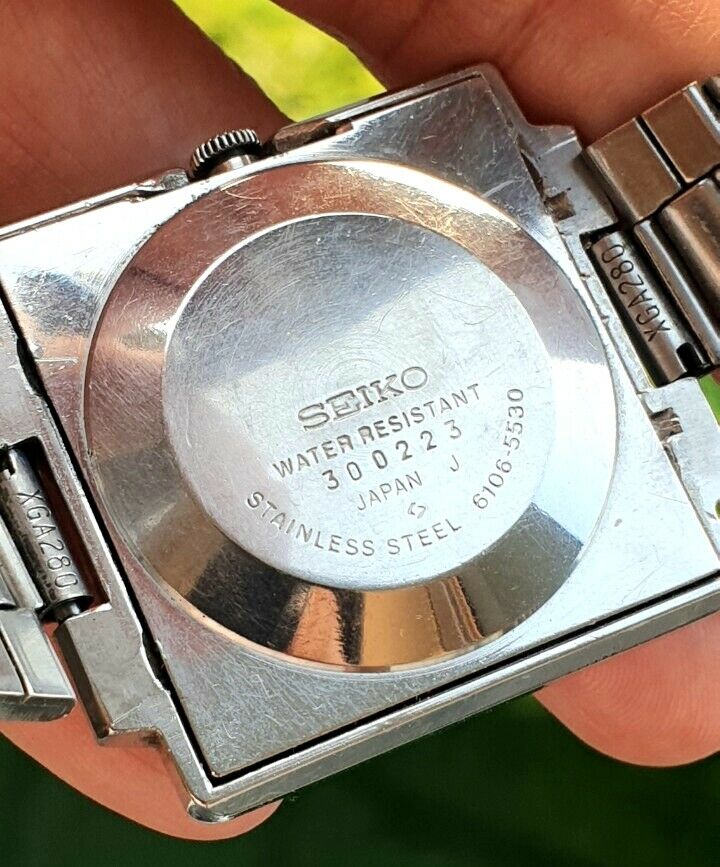 SEIKO
WATER RESISTANT
300223
JAPAN J
STAINLESS STEEL 6106-5530
XGA280
XGA280